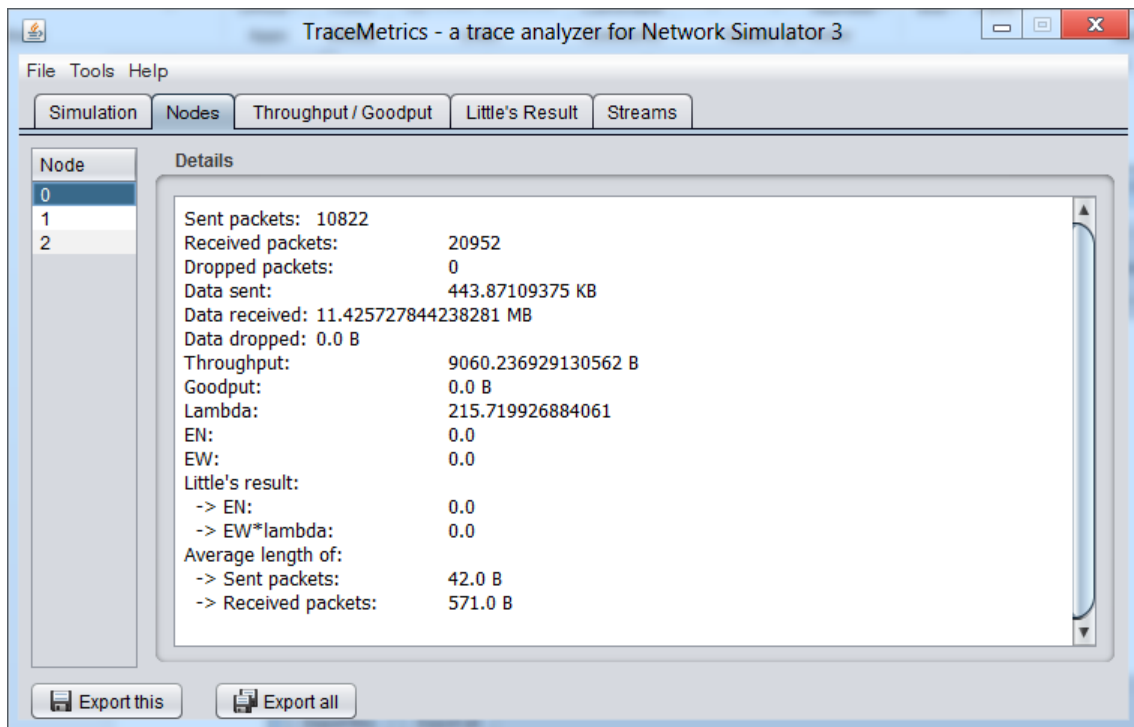 TraceMetrics - a trace analyzer for Network Simulator 3
File Tools Help
Simulation Nodes Throughput / Goodput Little's Result Streams
Node
0
1
2
Details
Sent packets: 10822
Received packets: 20952
Dropped packets: 0
Data sent: 443.87109375 KB
Data received: 11.425727844238281 MB
Data dropped: 0.0 B
Throughput: 9060.236929130562 B
Goodput: 0.0 B
Lambda: 215.719926884061
EN: 0.0
EW: 0.0
Little's result:
-> EN: 0.0
-> EW*lambda: 0.0
Average length of:
-> Sent packets: 42.0 B
-> Received packets: 571.0 B
Export this Export all